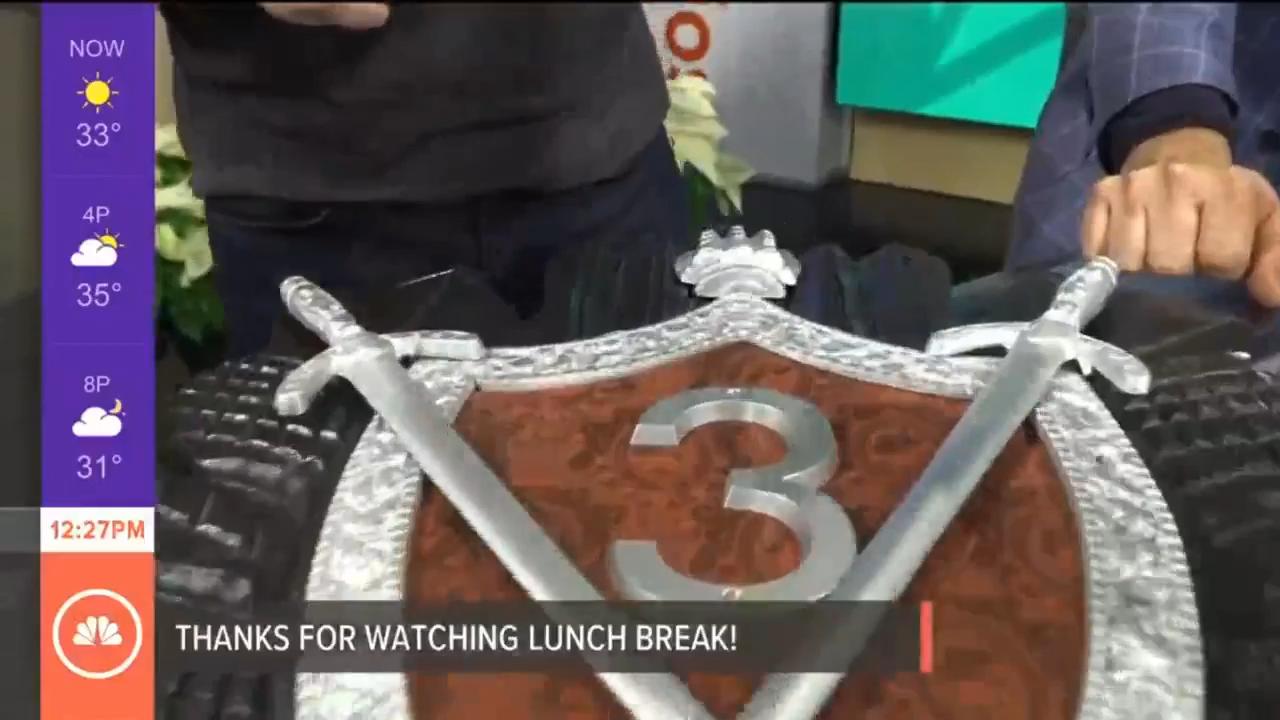 NOW
33°
4P
35°
8P
31°
12:27PM
THANKS FOR WATCHING LUNCH BREAK!
3